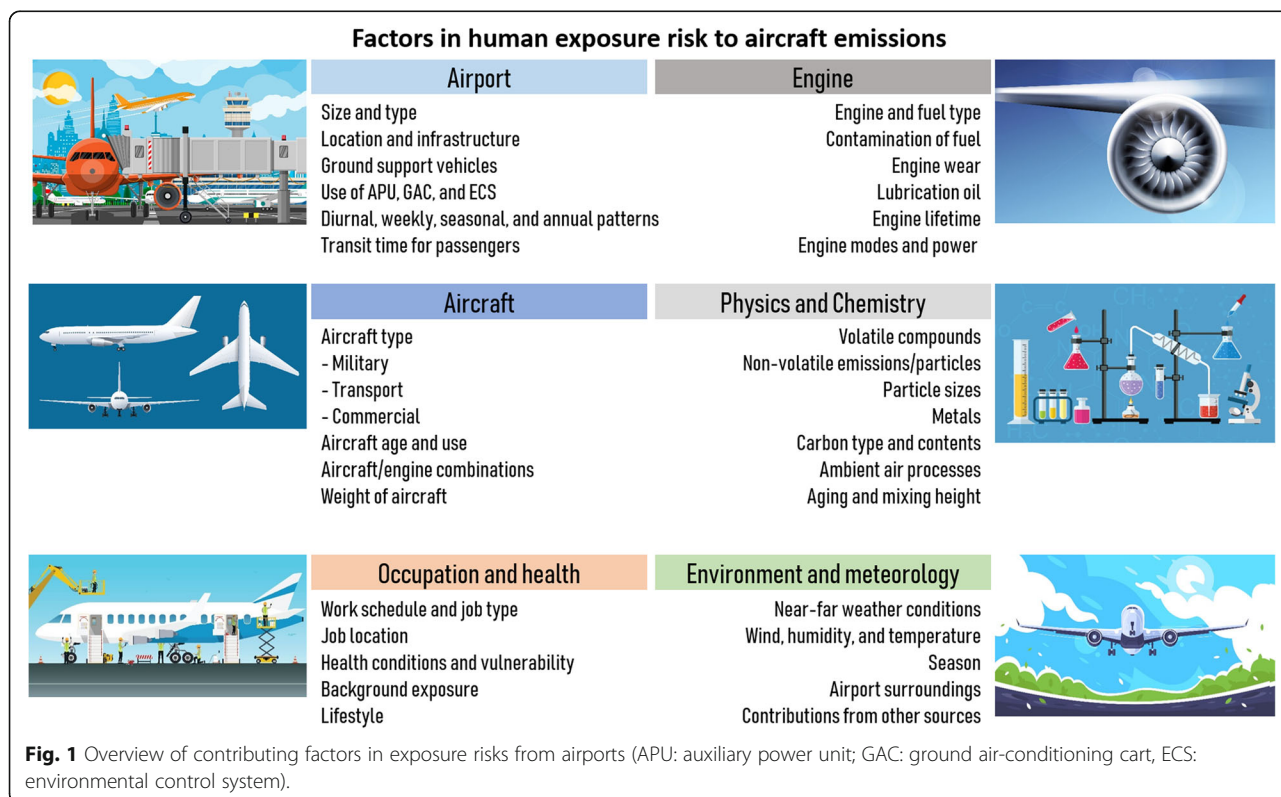 Factors in human exposure risk to aircraft emissions
Airport
Size and type
Location and infrastructure
Ground support vehicles
Use of APU, GAC, and ECS
Diurnal, weekly, seasonal, and annual patterns
Transit time for passengers
Engine
Engine and fuel type
Contamination of fuel
Engine wear
Lubrication oil
Engine lifetime
Engine modes and power
Aircraft
Aircraft type
- Military
- Transport
- Commercial
Aircraft age and use
Aircraft/engine combinations
Weight of aircraft
Physics and Chemistry
Volatile compounds
Non-volatile emissions/particles
Particle sizes
Metals
Carbon type and contents
Ambient air processes
Aging and mixing height
Occupation and health
Work schedule and job type
Job location
Health conditions and vulnerability
Background exposure
Lifestyle
Environment and meteorology
Near-far weather conditions
Wind, humidity, and temperature
Season
Airport surroundings
Contributions from other sources
Fig. 1 Overview of contributing factors in exposure risks from airports (APU: auxiliary power unit; GAC: ground air-conditioning cart, ECS:
environmental control system).